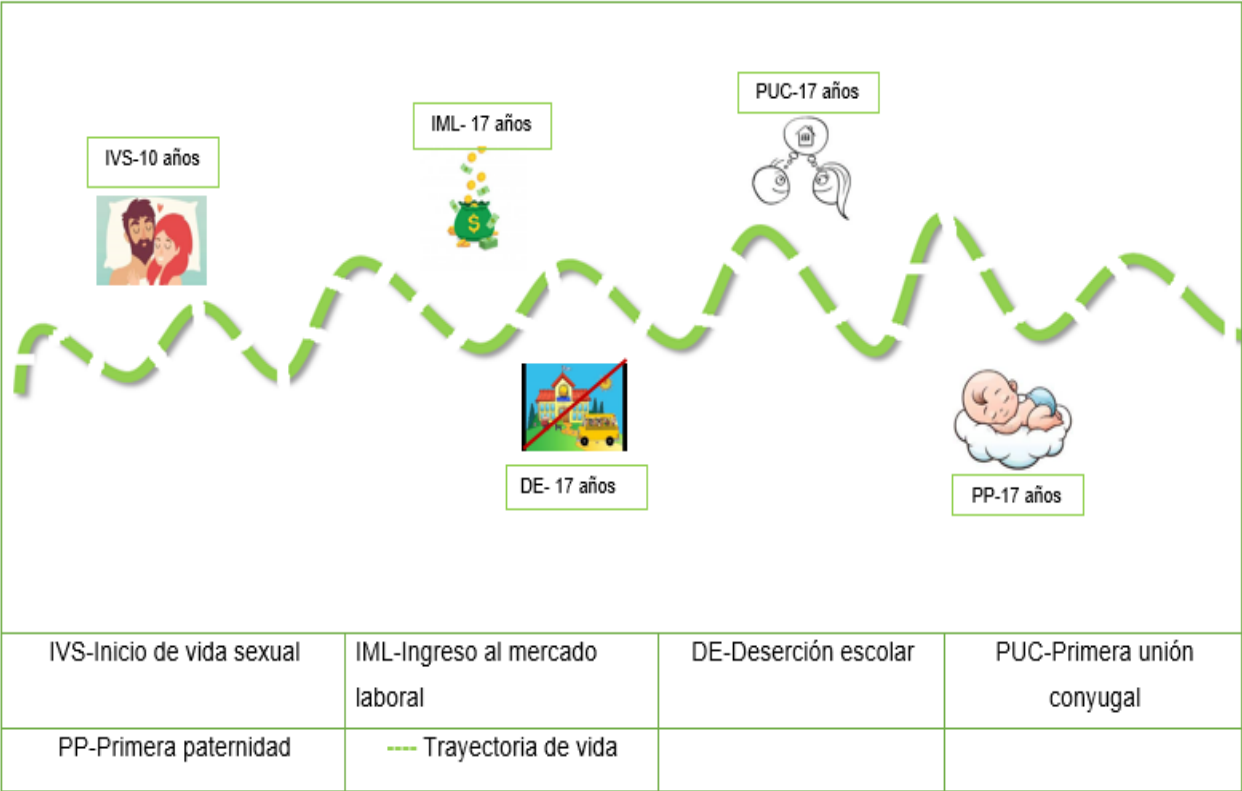 PUC-17 años
IML- 17 años
IVS-10 años
$
DE- 17 años
PP-17 años
IVS-Inicio de vida sexual
IML-Ingreso al mercado
laboral
DE-Deserción escolar
PUC-Primera unión
conyugal
PP-Primera paternidad
---- Trayectoria de vida